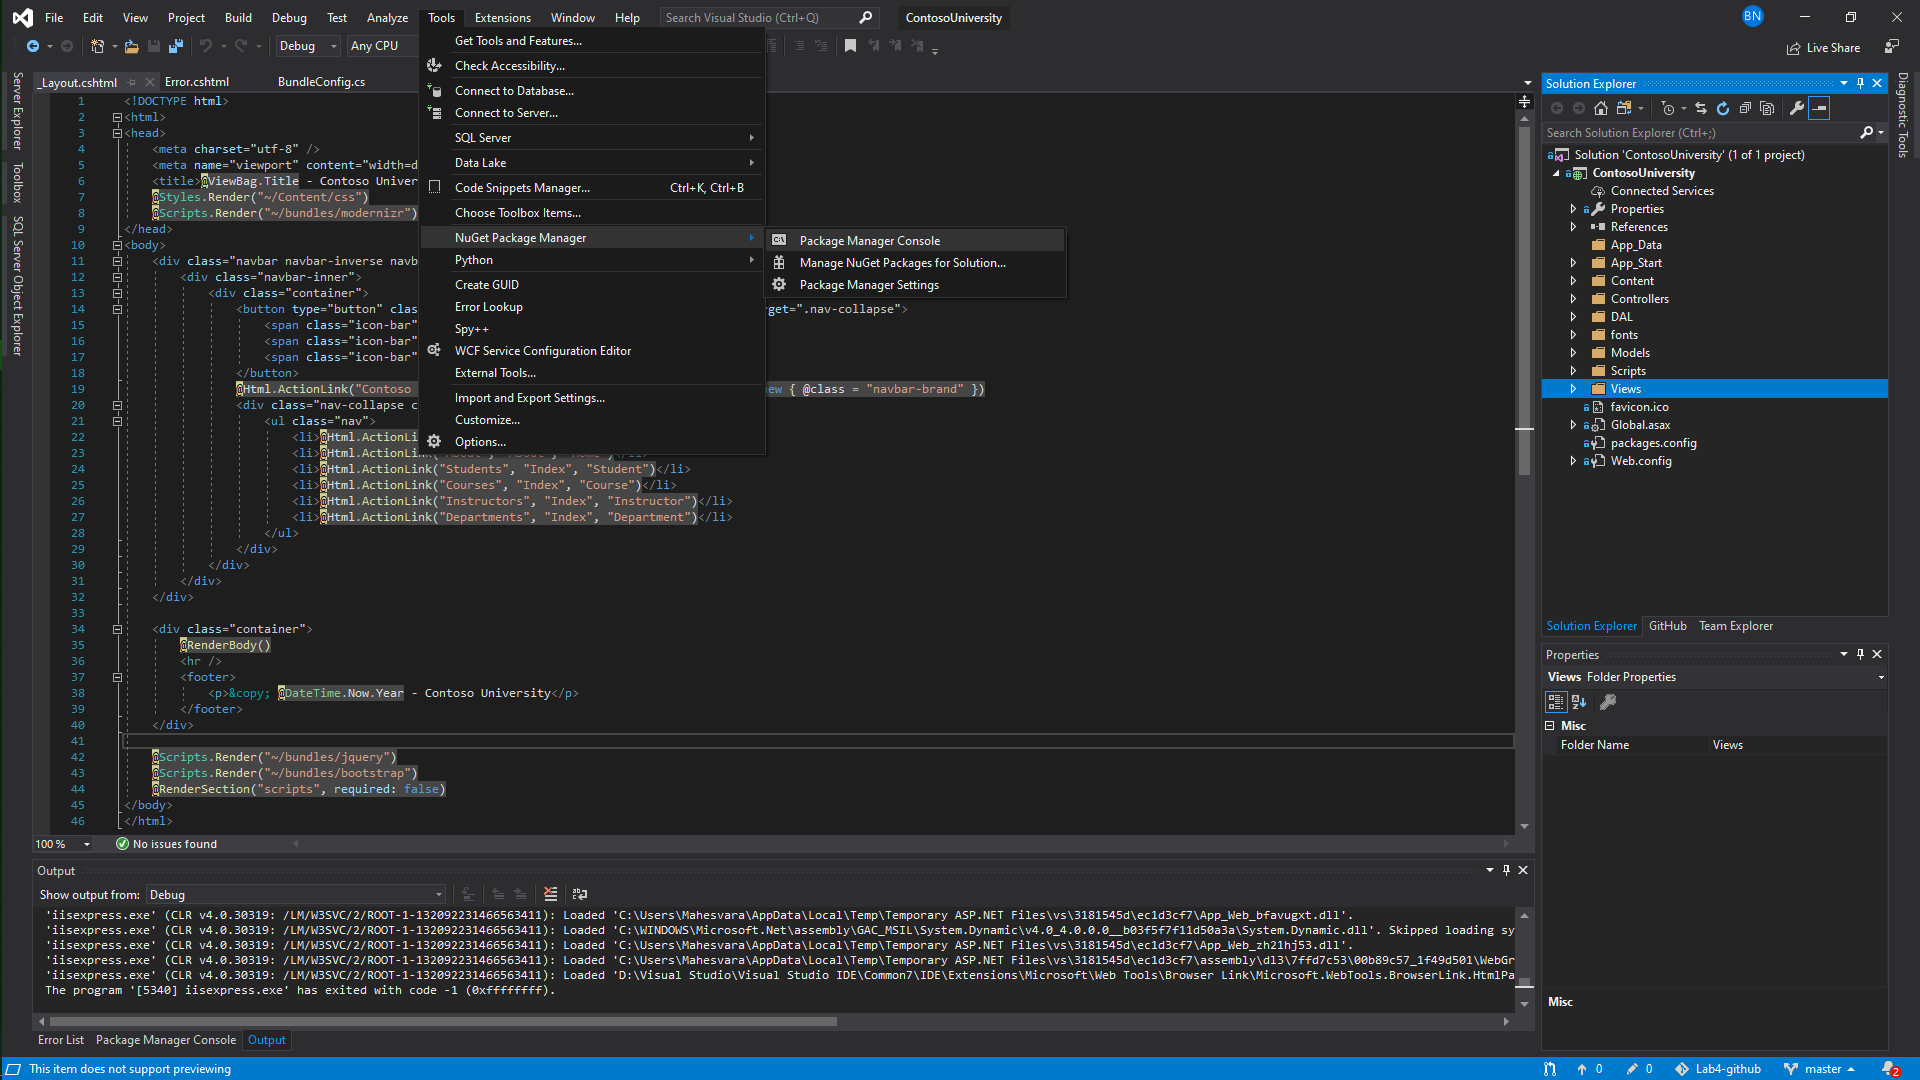 File Edit View Project Build Debug Test Analyze Tools Extensions Window Help Search Visual Studio (Ctrl+Q) ContosoUniversity BN
Debug Any CPU Live Share
Get Tools and Features...
Check Accessibility...
Connect to Database...
Connect to Server...
SQL Server
Data Lake
Code Snippets Manager... Ctrl+K, Ctrl+B
Choose Toolbox Items...
NuGet Package Manager
Python
Create GUID
Error Lookup
Spy++
WCF Service Configuration Editor
External Tools...
Import and Export Settings...
Customize...
Options...
Package Manager Console
Manage NuGet Packages for Solution...
Package Manager Settings
Server Explorer
Toolbox
SQL Server Object Explorer
_Layout.cshtml Error.cshtml BundleConfig.cs
1 <!DOCTYPE html>
2 <html>
3 <head>
4 <meta charset="utf-8" />
5 <meta name="viewport" content="width=d
6 <title>@ViewBag.Title - Contoso Univer
7 @Styles.Render("~/Content/css")
8 @Scripts.Render("~/bundles/modernizr")
9 </head>
10 <body>
11 <div class="navbar navbar-inverse navb
12 <div class="navbar-inner">
13 <div class="container">
14 <button type="button" clas rget=".nav-collapse">
15 <span class="icon-bar"
16 <span class="icon-bar"
17 <span class="icon-bar"
18 </button>
19 @Html.ActionLink("Contoso new { @class = "navbar-brand" })
20 <div class="nav-collapse c
21 <ul class="nav">
22 <li>@Html.ActionLi
23 <li>@Html.ActionLink("About", "About", "Home")</li>
24 <li>@Html.ActionLink("Students", "Index", "Student")</li>
25 <li>@Html.ActionLink("Courses", "Index", "Course")</li>
26 <li>@Html.ActionLink("Instructors", "Index", "Instructor")</li>
27 <li>@Html.ActionLink("Departments", "Index", "Department")</li>
28 </ul>
29 </div>
30 </div>
31 </div>
32 </div>
33
34 <div class="container">
35 @RenderBody()
36 <hr />
37 <footer>
38 <p>&copy; @DateTime.Now.Year - Contoso University</p>
39 </footer>
40 </div>
41
42 @Scripts.Render("~/bundles/jquery")
43 @Scripts.Render("~/bundles/bootstrap")
44 @RenderSection("scripts", required: false)
45 </body>
46 </html>
100 % No issues found
Output
Show output from: Debug
'iisexpress.exe' (CLR v4.0.30319: /LM/W3SVC/2/ROOT-1-132092231466563411): Loaded 'C:\Users\Mahesvara\AppData\Local\Temp\Temporary ASP.NET Files\vs\3181545d\ec1d3cf7\App_Web_bfavugxt.dll'.
'iisexpress.exe' (CLR v4.0.30319: /LM/W3SVC/2/ROOT-1-132092231466563411): Loaded 'C:\WINDOWS\Microsoft.Net\assembly\GAC_MSIL\System.Dynamic\v4.0_4.0.0.0__b03f5f7f11d50a3a\System.Dynamic.dll'. Skipped loading sy
'iisexpress.exe' (CLR v4.0.30319: /LM/W3SVC/2/ROOT-1-132092231466563411): Loaded 'C:\Users\Mahesvara\AppData\Local\Temp\Temporary ASP.NET Files\vs\3181545d\ec1d3cf7\App_Web_zh21hj53.dll'.
'iisexpress.exe' (CLR v4.0.30319: /LM/W3SVC/2/ROOT-1-132092231466563411): Loaded 'C:\Users\Mahesvara\AppData\Local\Temp\Temporary ASP.NET Files\vs\3181545d\ec1d3cf7\assembly\dl3\7ffd7c53\00b89c57_1f49d501\WebGr
'iisexpress.exe' (CLR v4.0.30319: /LM/W3SVC/2/ROOT-1-132092231466563411): Loaded 'D:\Visual Studio\Visual Studio IDE\Common7\IDE\Extensions\Microsoft\Web Tools\Browser Link\Microsoft.WebTools.BrowserLink.HtmlPa
The program '[5340] iisexpress.exe' has exited with code -1 (0xffffffff).
Error List Package Manager Console Output
Solution Explorer
Search Solution Explorer (Ctrl+;)
Solution 'ContosoUniversity' (1 of 1 project)
ContosoUniversity
Connected Services
Properties
References
App_Data
App_Start
Content
Controllers
DAL
fonts
Models
Scripts
Views
favicon.ico
Global.asax
packages.config
Web.config
Solution Explorer GitHub Team Explorer
Properties
Views Folder Properties
Misc
Folder Name Views
Misc
Diagnostic Tools
This item does not support previewing 0 0 Lab4-github master 2